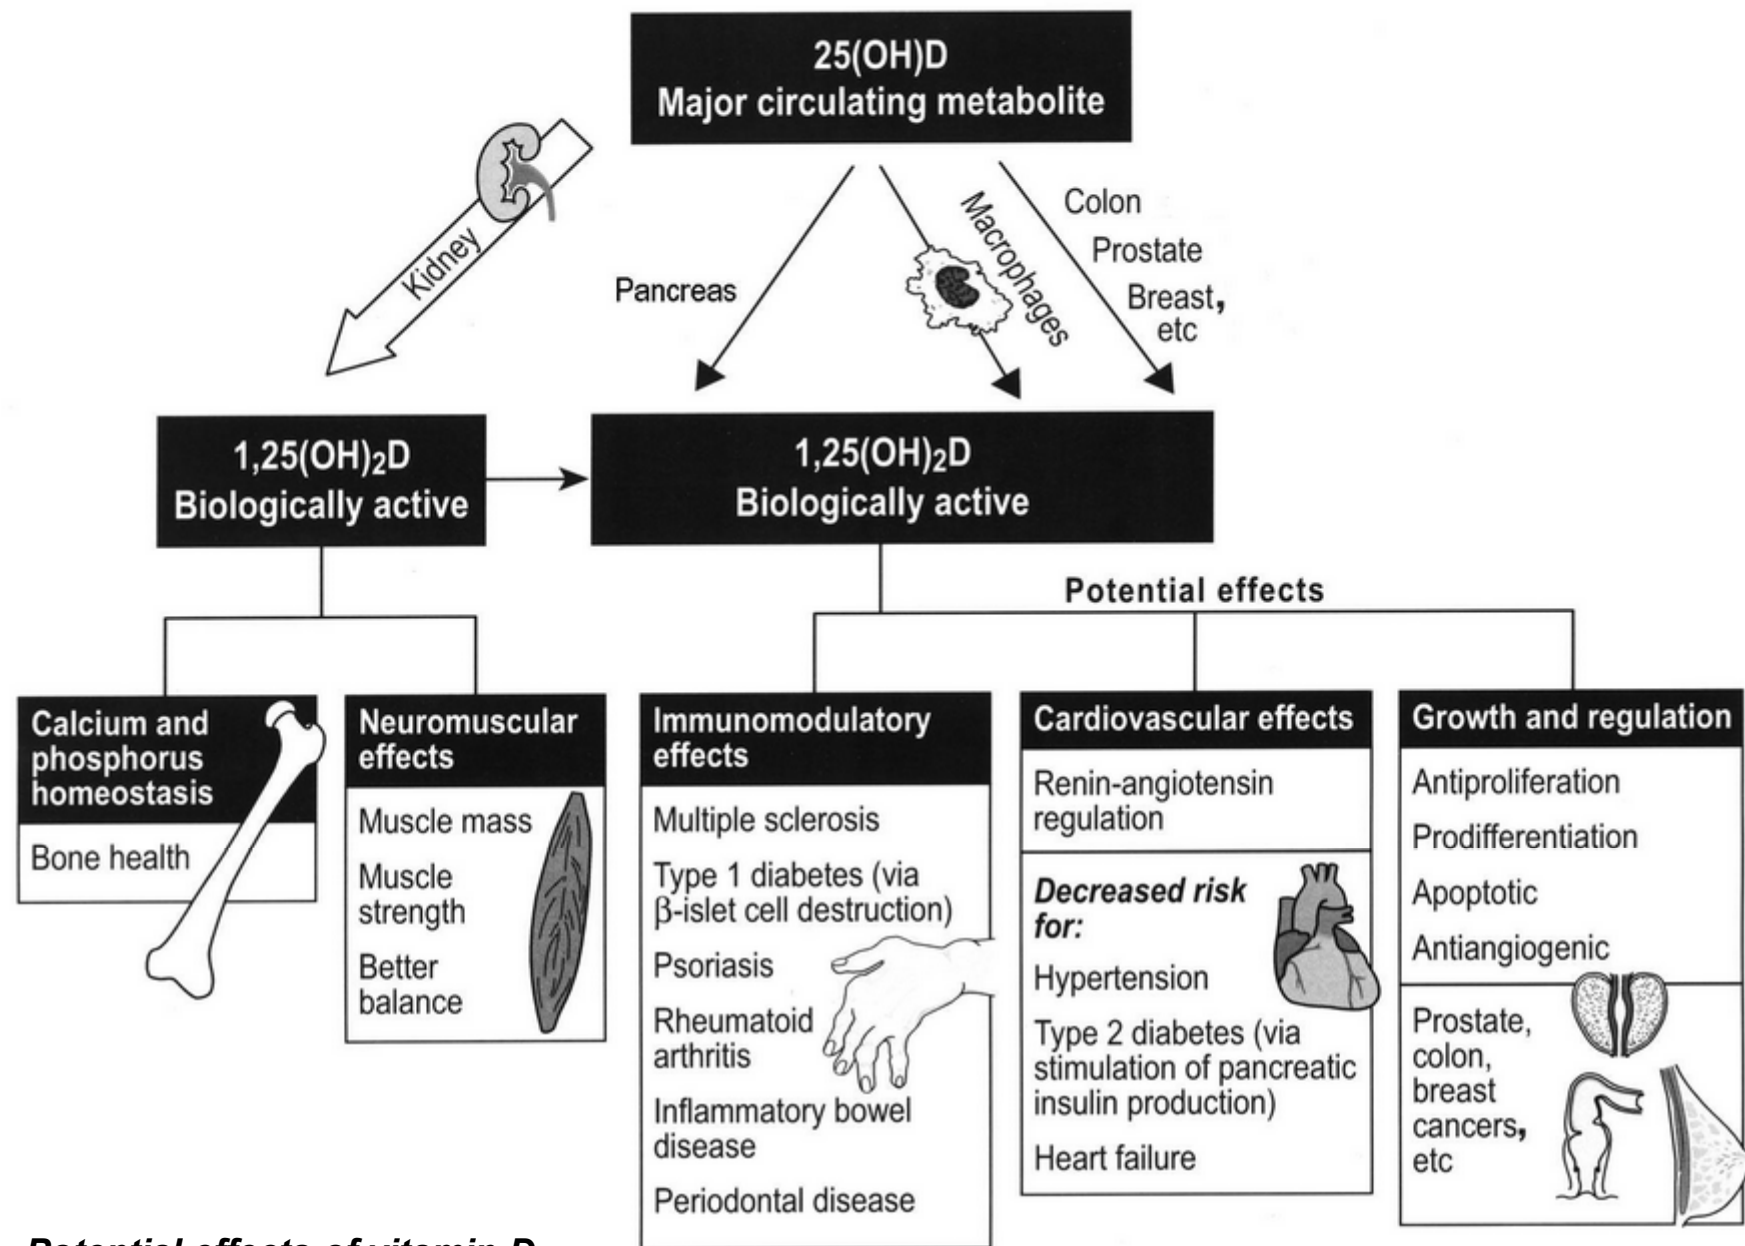 25(OH)D
Major circulating metabolite
Kidney
Pancreas
Macrophages
Colon
Prostate
Breast,
etc
1,25(OH)₂D
Biologically active
1,25(OH)₂D
Biologically active
Potential effects
Calcium and
phosphorus
homeostasis
Bone health
Neuromuscular
effects
Muscle mass
Muscle
strength
Better
balance
Immunomodulatory
effects
Multiple sclerosis
Type 1 diabetes (via
β-islet cell destruction)
Psoriasis
Rheumatoid
arthritis
Inflammatory bowel
disease
Periodontal disease
Cardiovascular effects
Renin-angiotensin
regulation
Decreased risk
for:
Hypertension
Type 2 diabetes (via
stimulation of pancreatic
insulin production)
Heart failure
Growth and regulation
Antiproliferation
Prodifferentiation
Apoptotic
Antiangiogenic
Prostate,
colon,
breast
cancers,
etc
Potential effects of vitamin D